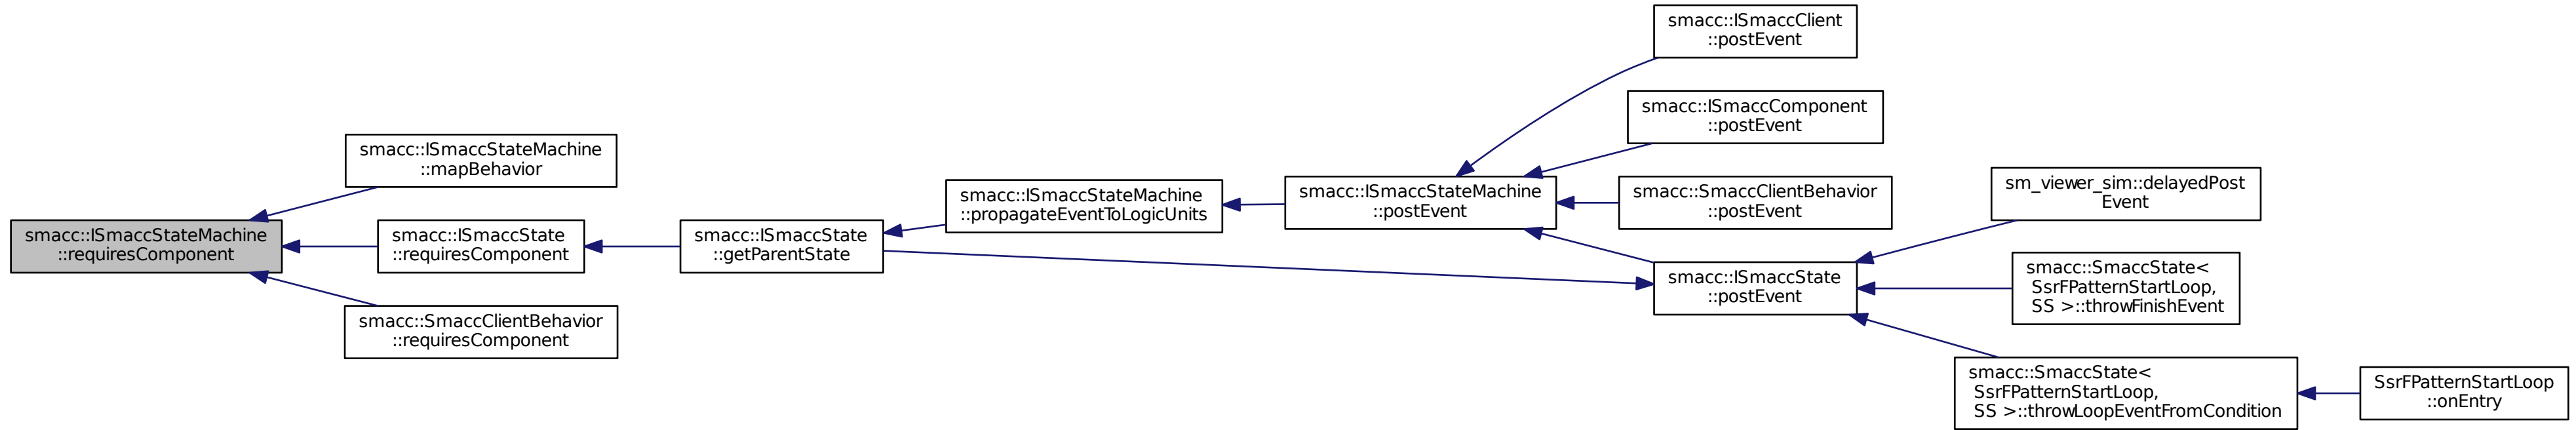 smacc::ISmaccStateMachine
::requiresComponent
smacc::ISmaccStateMachine
::mapBehavior
smacc::ISmaccState
::requiresComponent
smacc::SmaccClientBehavior
::requiresComponent
smacc::ISmaccState
::getParentState
smacc::ISmaccStateMachine
::propagateEventToLogicUnits
smacc::ISmaccStateMachine
::postEvent
smacc::ISmaccClient
::postEvent
smacc::ISmaccComponent
::postEvent
smacc::SmaccClientBehavior
::postEvent
smacc::ISmaccState
::postEvent
sm_viewer_sim::delayedPost
Event
smacc::SmaccState<
SsrFPatternStartLoop,
SS >::throwFinishEvent
smacc::SmaccState<
SsrFPatternStartLoop,
SS >::throwLoopEventFromCondition
SsrFPatternStartLoop
::onEntry